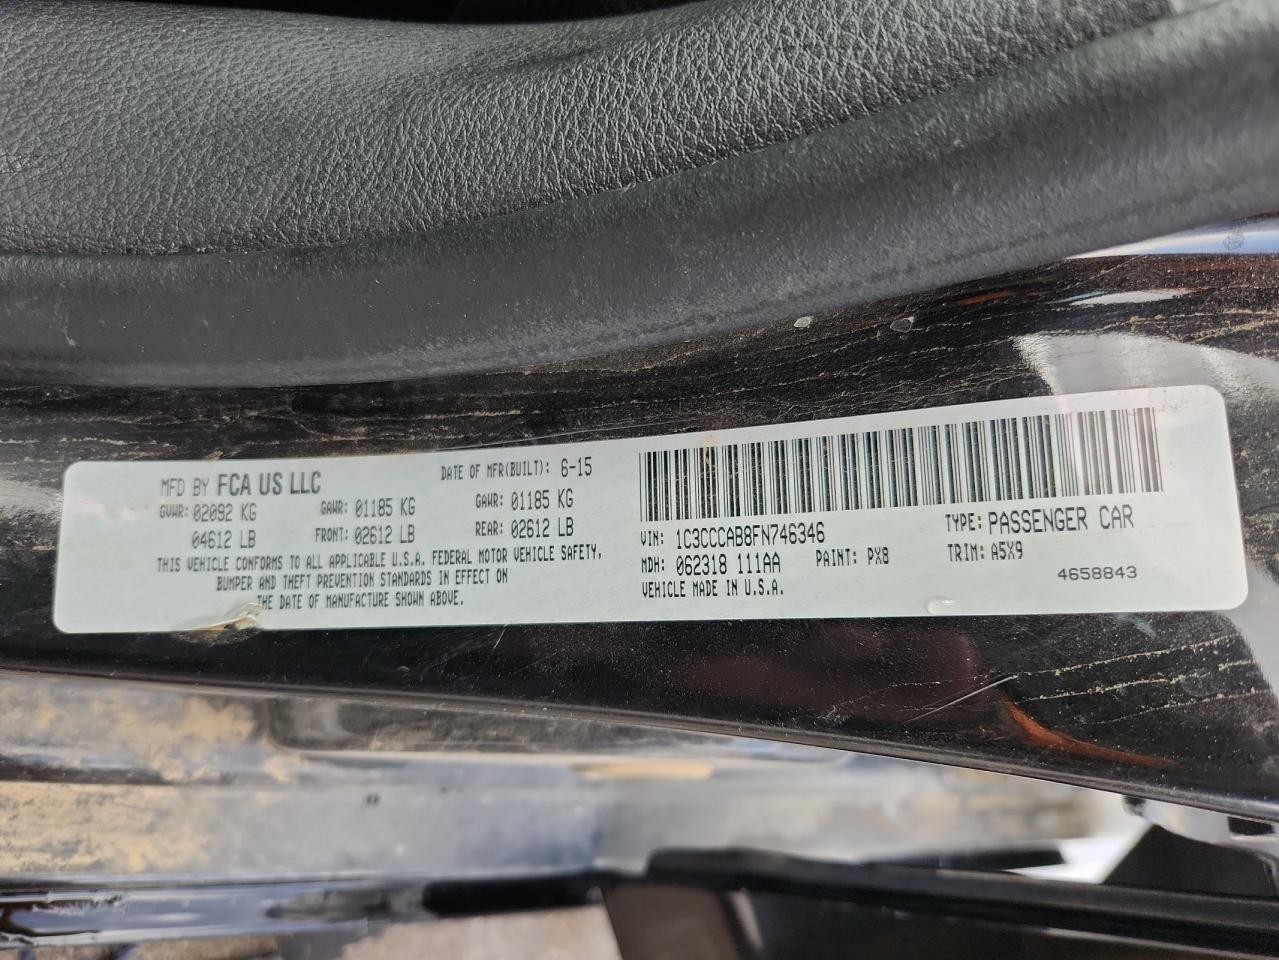 MFD BY FCA US LLC DATE OF MFR(BUILT): 6-15
GVWR: 02092 KG GAWR: 01185 KG GAWR: 01185 KG
04612 LB FRONT: 02612 LB REAR: 02612 LB
THIS VEHICLE CONFORMS TO ALL APPLICABLE U.S.A. FEDERAL MOTOR VEHICLE SAFETY,
BUMPER AND THEFT PREVENTION STANDARDS IN EFFECT ON
THE DATE OF MANUFACTURE SHOWN ABOVE.
VIN: 1C3CCCAB8FN746346 TYPE: PASSENGER CAR
MDH: 062318 111AA PAINT: PX8 TRIM: A5X9
VEHICLE MADE IN U.S.A. 4658843